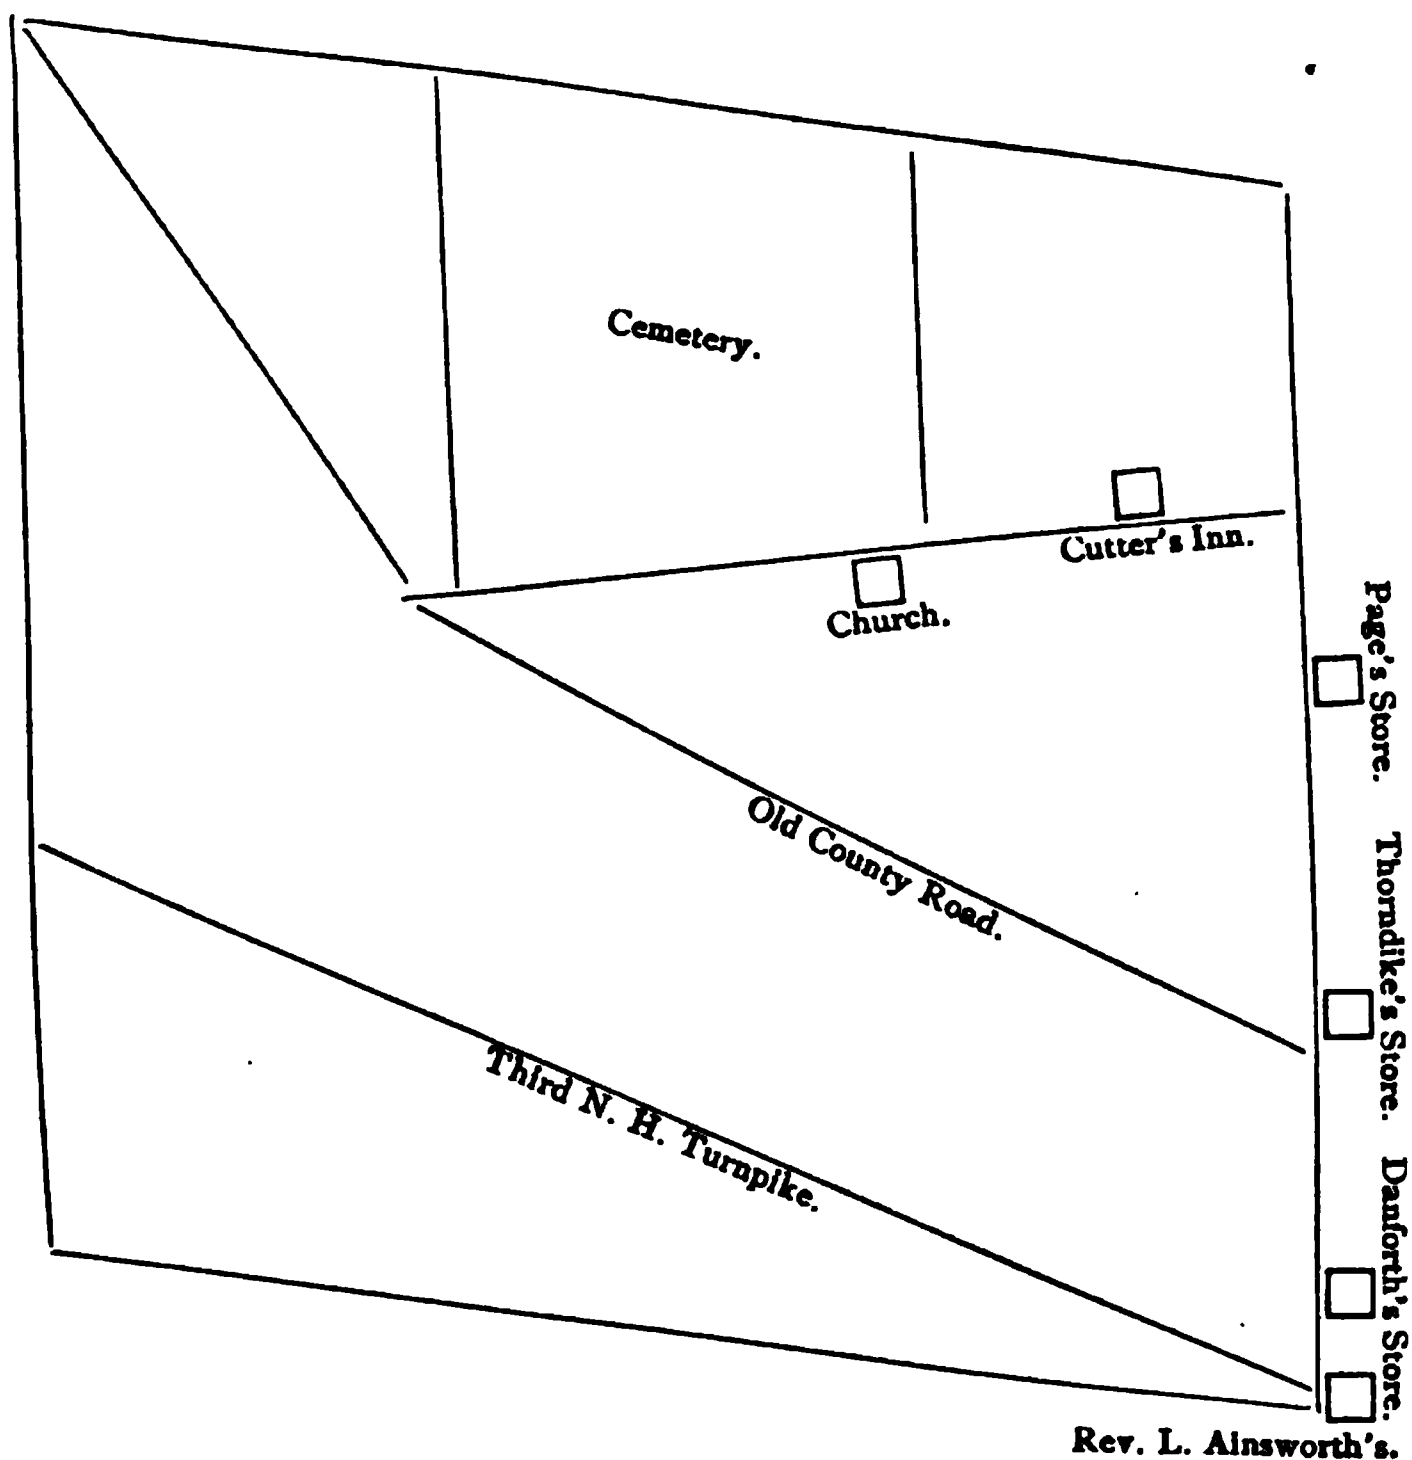 Cemetery.
Cutter's Inn.
Church.
Page's Store.
Old County Road.
Thorndike's Store.
Third N. H. Turnpike.
Danforth's Store.
Rev. L. Ainsworth's.